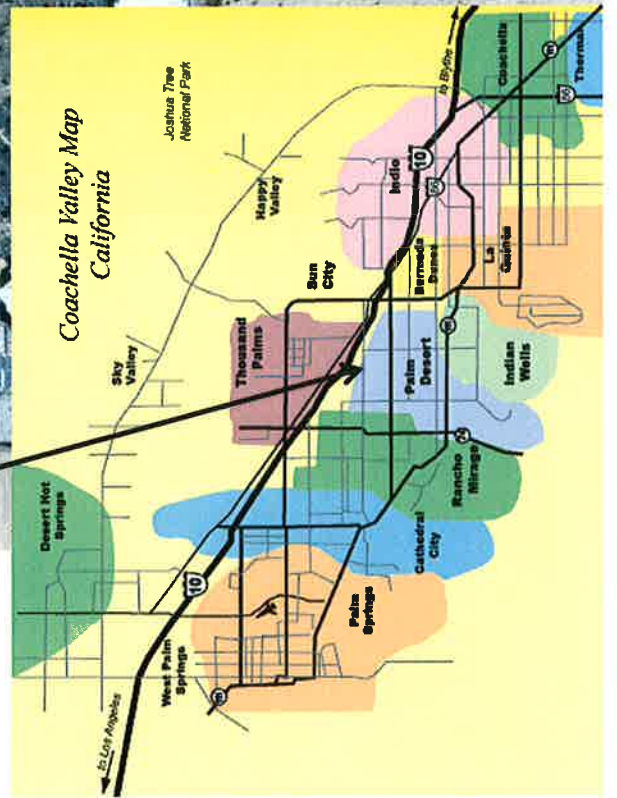 Coachella Valley Map
California
Joshua Tree
National Park
Desert Hot
Springs
Sky
Valley
Happy
Valley
to Los Angeles
10
West Palm
Springs
111
Palm
Springs
Cathedral
City
Thousand
Palms
Rancho
Mirage
Sun
City
Palm
Desert
Indian
Wells
Bermuda
Dunes
La
Quinta
Indio
10
to Blythe
Coachella
Thermal